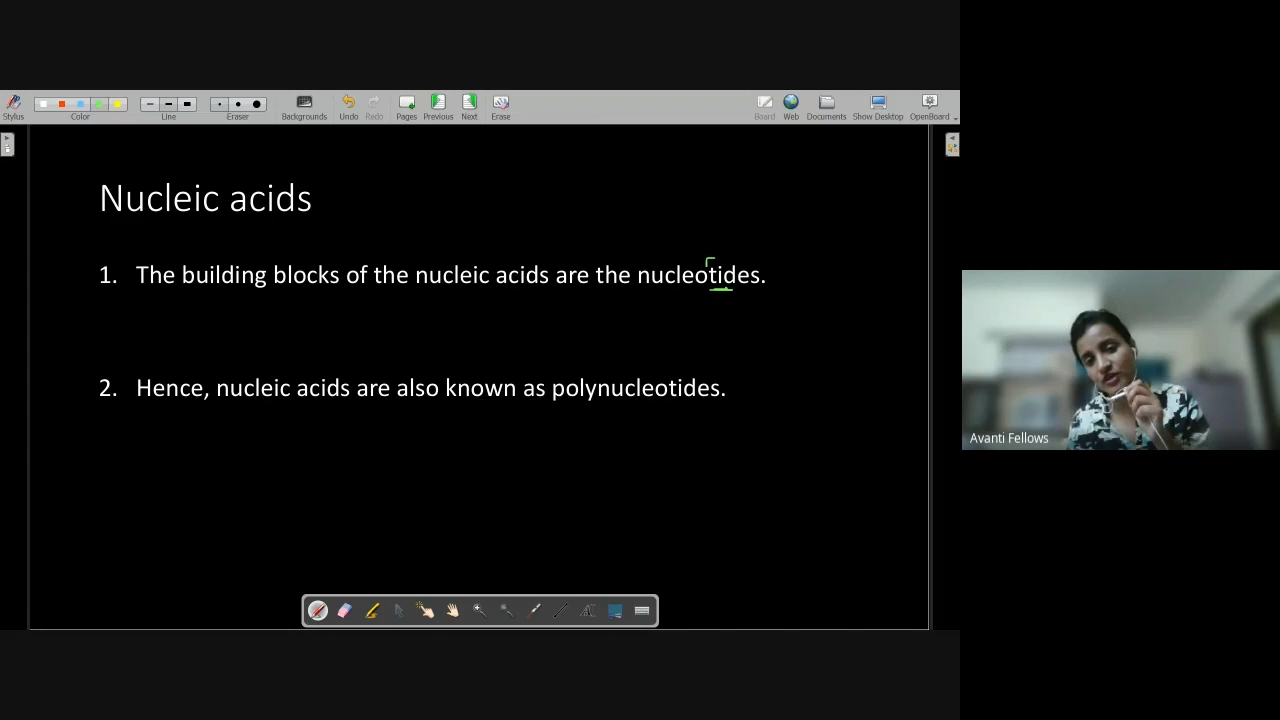 Stylus
Color
Line
Eraser
Backgrounds
Undo
Redo
Pages
Previous
Next
Erase
Board
Web
Documents
Show Desktop
OpenBoard
Nucleic acids
1. The building blocks of the nucleic acids are the nucleotides.
2. Hence, nucleic acids are also known as polynucleotides.
Avanti Fellows